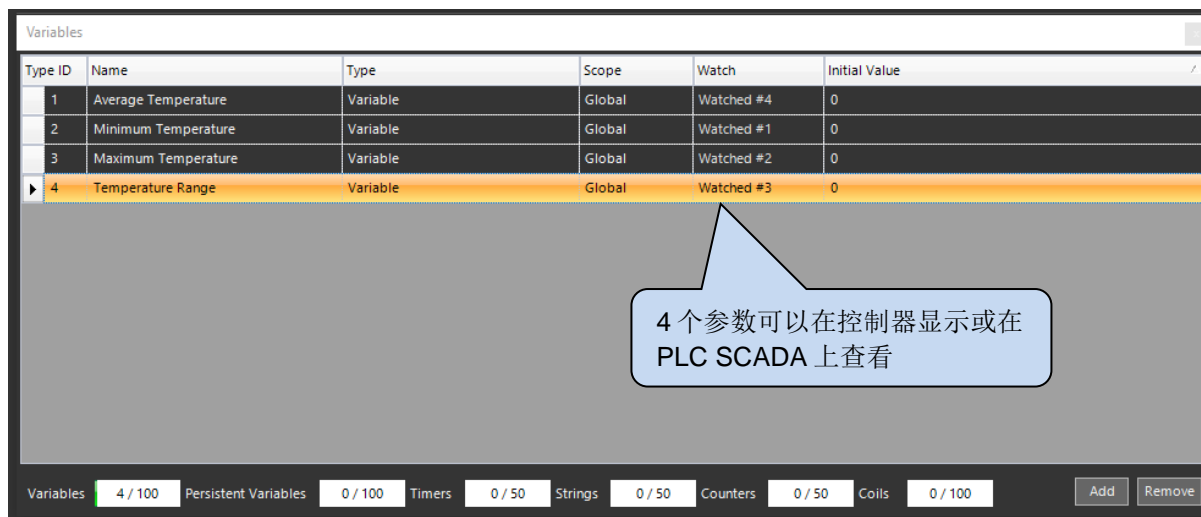 Variables
Type ID Name Type Scope Watch Initial Value
1 Average Temperature Variable Global Watched #4 0
2 Minimum Temperature Variable Global Watched #1 0
3 Maximum Temperature Variable Global Watched #2 0
4 Temperature Range Variable Global Watched #3 0
4 个参数可以在控制器显示或在
PLC SCADA 上查看
Variables 4 / 100 Persistent Variables 0 / 100 Timers 0 / 50 Strings 0 / 50 Counters 0 / 50 Coils 0 / 100 Add Remove